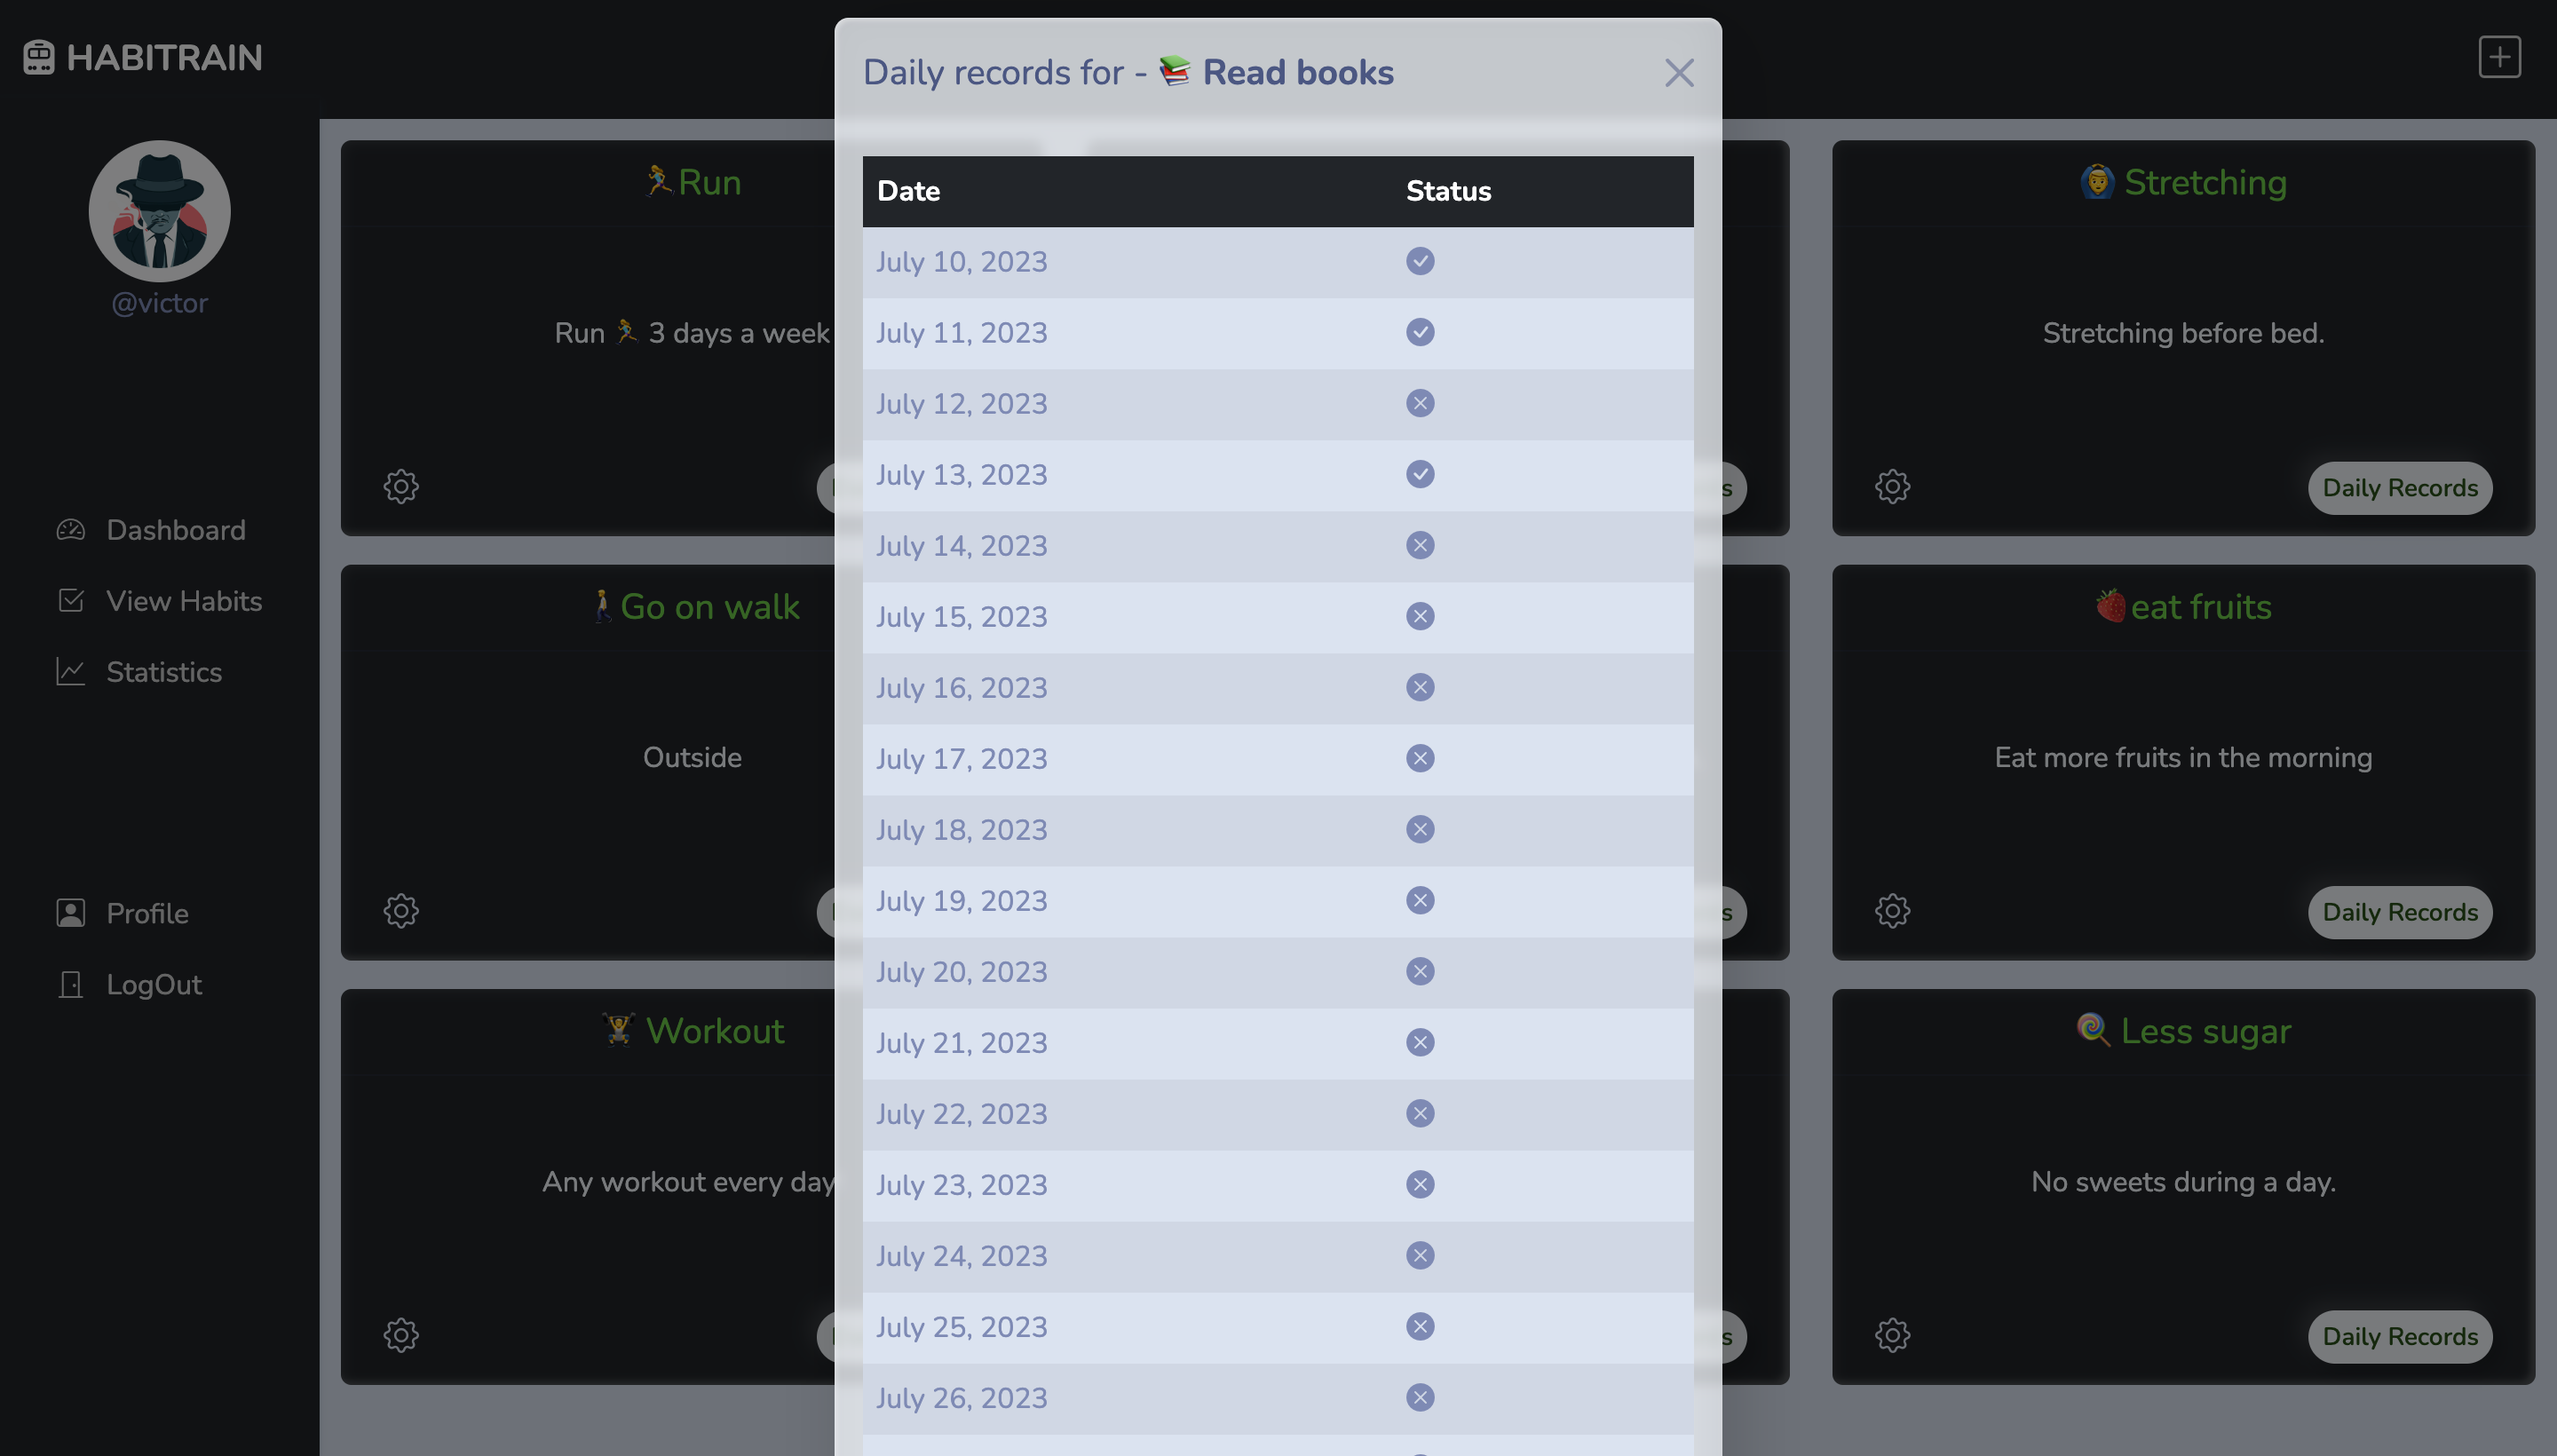 HABITRAIN
@victor
Dashboard
View Habits
Statistics
Profile
LogOut
Daily records for - 📚 Read books
Date Status
July 10, 2023
July 11, 2023
July 12, 2023
July 13, 2023
July 14, 2023
July 15, 2023
July 16, 2023
July 17, 2023
July 18, 2023
July 19, 2023
July 20, 2023
July 21, 2023
July 22, 2023
July 23, 2023
July 24, 2023
July 25, 2023
July 26, 2023
🏃Run
Run 🏃 3 days a week
🙆 Stretching
Stretching before bed.
Daily Records
🚶Go on walk
Outside
🍓eat fruits
Eat more fruits in the morning
Daily Records
🏋 Workout
Any workout every day
🍭 Less sugar
No sweets during a day.
Daily Records